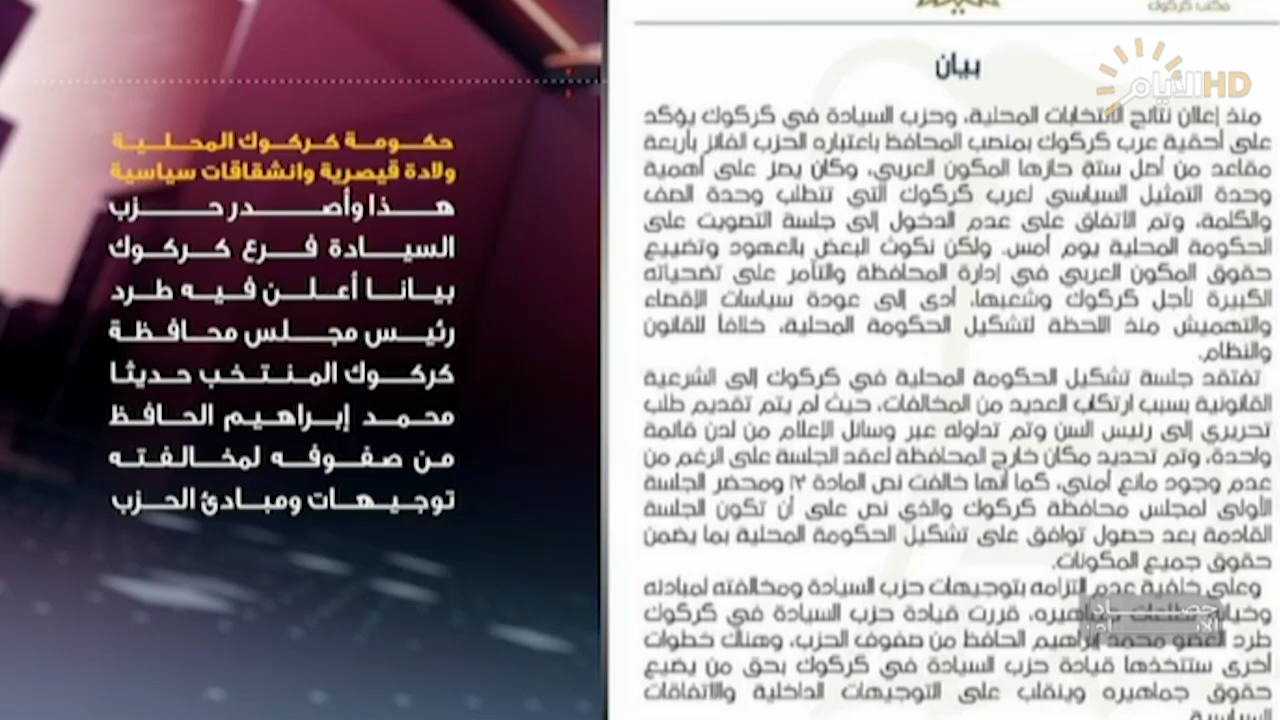 مكتب كركوك
الأيام HD
بيان
منذ إعلان نتائج الانتخابات المحلية، وحزب السيادة في كركوك يؤكد
على أحقية عرب كركوك بمنصب المحافظ باعتباره الحزب الفائز بأربعة
مقاعد من أصل ستة حازها المكون العربي، وكان يصر على أهمية
وحدة التمثيل السياسي لعرب كركوك التي تتطلب وحدة الصف
والكلمة، وتم الاتفاق على عدم الدخول إلى جلسة التصويت على
الحكومة المحلية يوم أمس، ولكن نكوث البعض بالعهود وتضييع
حقوق المكون العربي في إدارة المحافظة والتآمر على تضحياته
الكبيرة لأجل كركوك وشعبها، أدى إلى عودة سياسات الإقصاء
والتهميش منذ اللحظة لتشكيل الحكومة المحلية، خلافا للقانون
والنظام.
تفتقد جلسة تشكيل الحكومة المحلية في كركوك إلى الشرعية
القانونية بسبب ارتكاب العديد من المخالفات، حيث لم يتم تقديم طلب
تحريري إلى رئيس السن وتم تداوله عبر وسائل الإعلام من لدن قائمة
واحدة، وتم تحديد مكان خارج المحافظة لعقد الجلسة على الرغم من
عدم وجود مانع أمني، كما أنها خالفت نص المادة ١٣ ومحضر الجلسة
الأولى لمجلس محافظة كركوك والذي نص على أن تكون الجلسة
القادمة بعد حصول توافق على تشكيل الحكومة المحلية بما يضمن
حقوق جميع المكونات.
وعلى خلفية عدم التزامه بتوجيهات حزب السيادة ومخالفته لمبادئه
وخيانة تطلعات جماهيره، قررت قيادة حزب السيادة في كركوك
طرد العضو محمد إبراهيم الحافظ من صفوف الحزب، وهناك خطوات
أخرى ستتخذها قيادة حزب السيادة في كركوك بحق من يضيع
حقوق جماهيره وينقلب على التوجيهات الداخلية والاتفاقات
السياسية.
حصاد
حكومة كركوك المحلية
ولادة قيصرية وانشقاقات سياسية
هذا وأصدر حزب
السيادة فرع كركوك
بيانا أعلن فيه طرد
رئيس مجلس محافظة
كركوك المنتخب حديثا
محمد إبراهيم الحافظ
من صفوفه لمخالفته
توجيهات ومبادئ الحزب